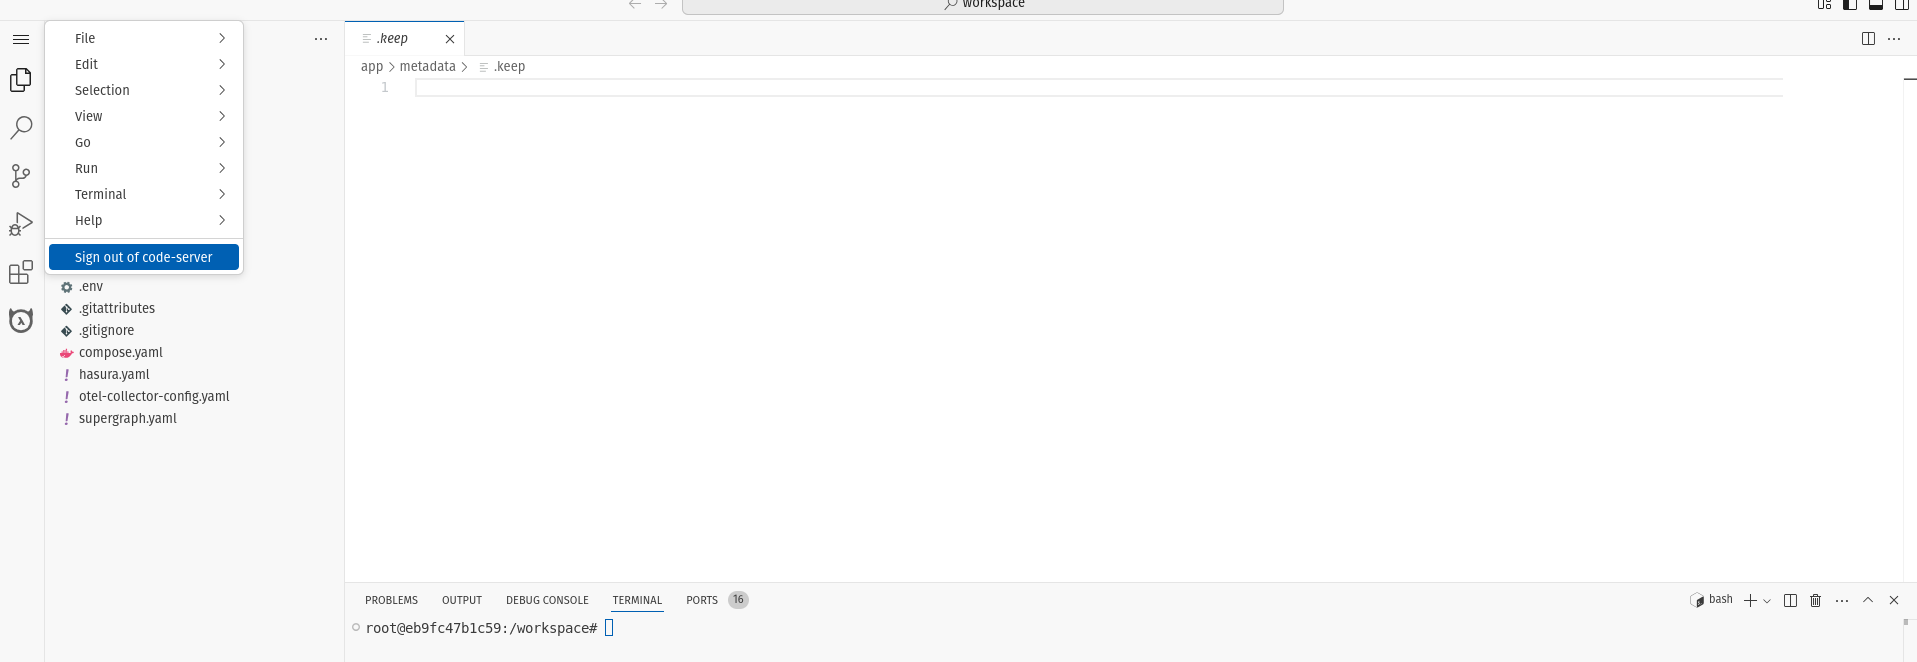 workspace
File
Edit
Selection
View
Go
Run
Terminal
Help
Sign out of code-server
.env
.gitattributes
.gitignore
compose.yaml
hasura.yaml
otel-collector-config.yaml
supergraph.yaml
.keep
app > metadata > .keep
1
PROBLEMS OUTPUT DEBUG CONSOLE TERMINAL PORTS 16
bash
root@eb9fc47b1c59:/workspace#